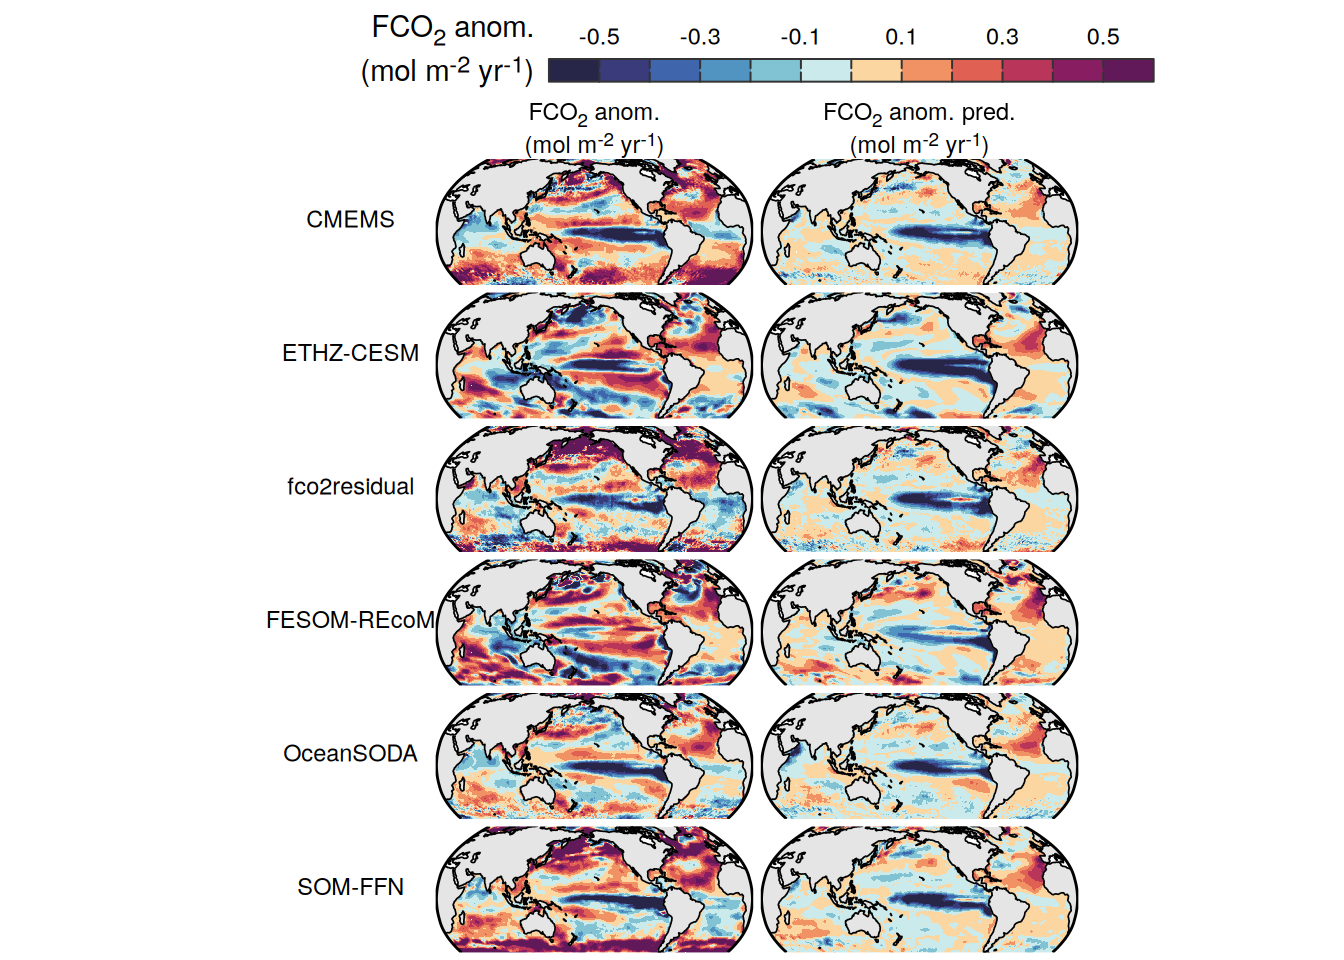 FCO2 anom.
(mol m-2 yr-1)
-0.5 -0.3 -0.1 0.1 0.3 0.5
FCO2 anom.
(mol m-2 yr-1)
FCO2 anom. pred.
(mol m-2 yr-1)
CMEMS
ETHZ-CESM
fco2residual
FESOM-REcoM
OceanSODA
SOM-FFN